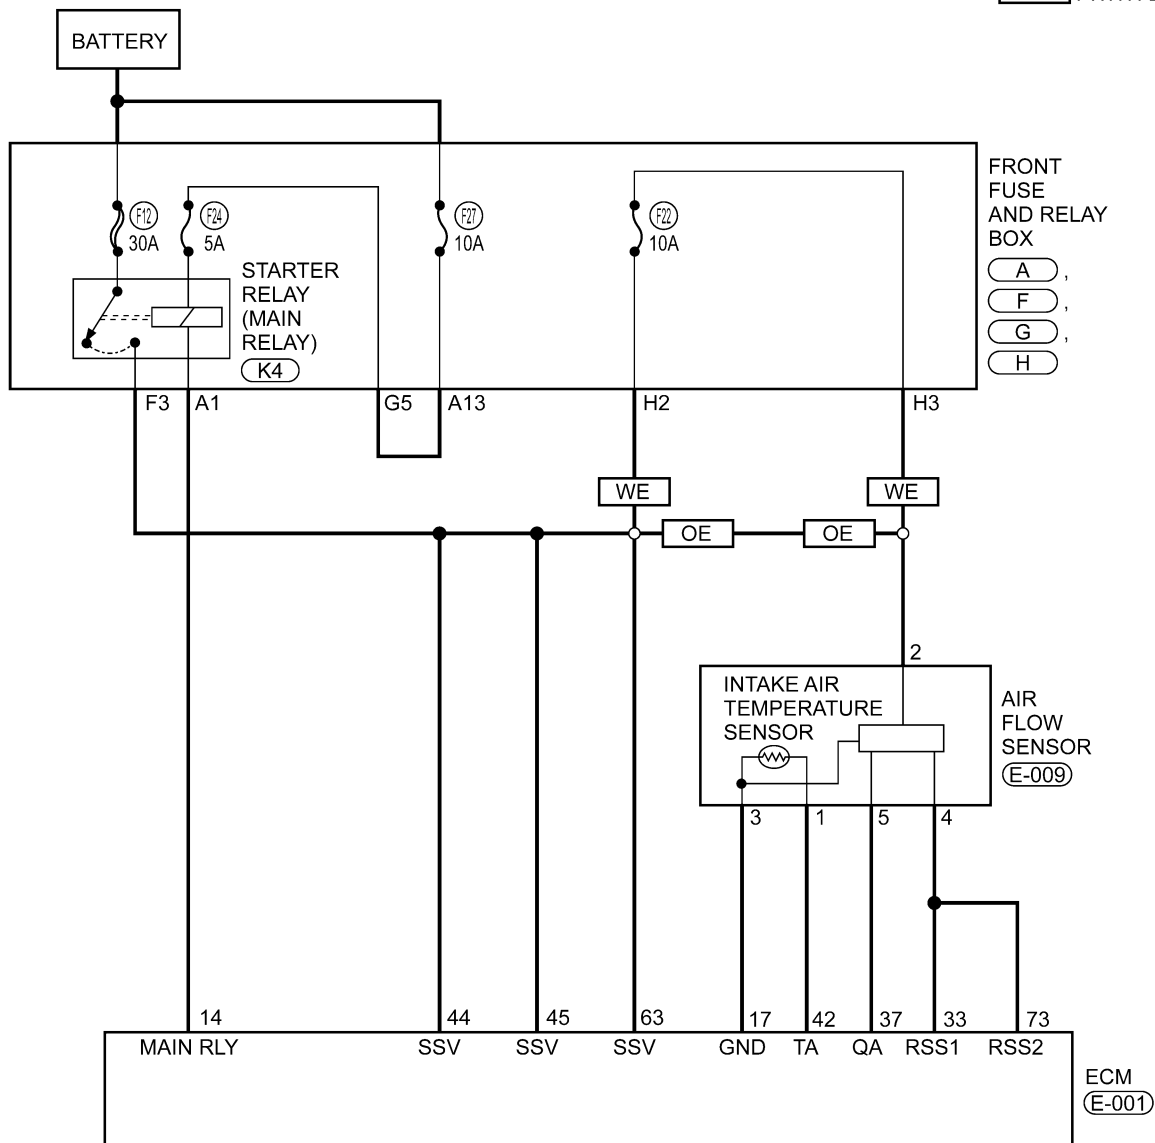 BATTERY
FRONT
FUSE
AND RELAY
BOX
A ,
F ,
G ,
H
F12
30A
F24
5A
F27
10A
F22
10A
STARTER
RELAY
(MAIN
RELAY)
K4
F3 A1 G5 A13 H2 H3
WE WE
OE OE
2
INTAKE AIR
TEMPERATURE
SENSOR
AIR
FLOW
SENSOR
E-009
3 1 5 4
14 44 45 63 17 42 37 33 73
MAIN RLY SSV SSV SSV GND TA QA RSS1 RSS2
ECM
E-001